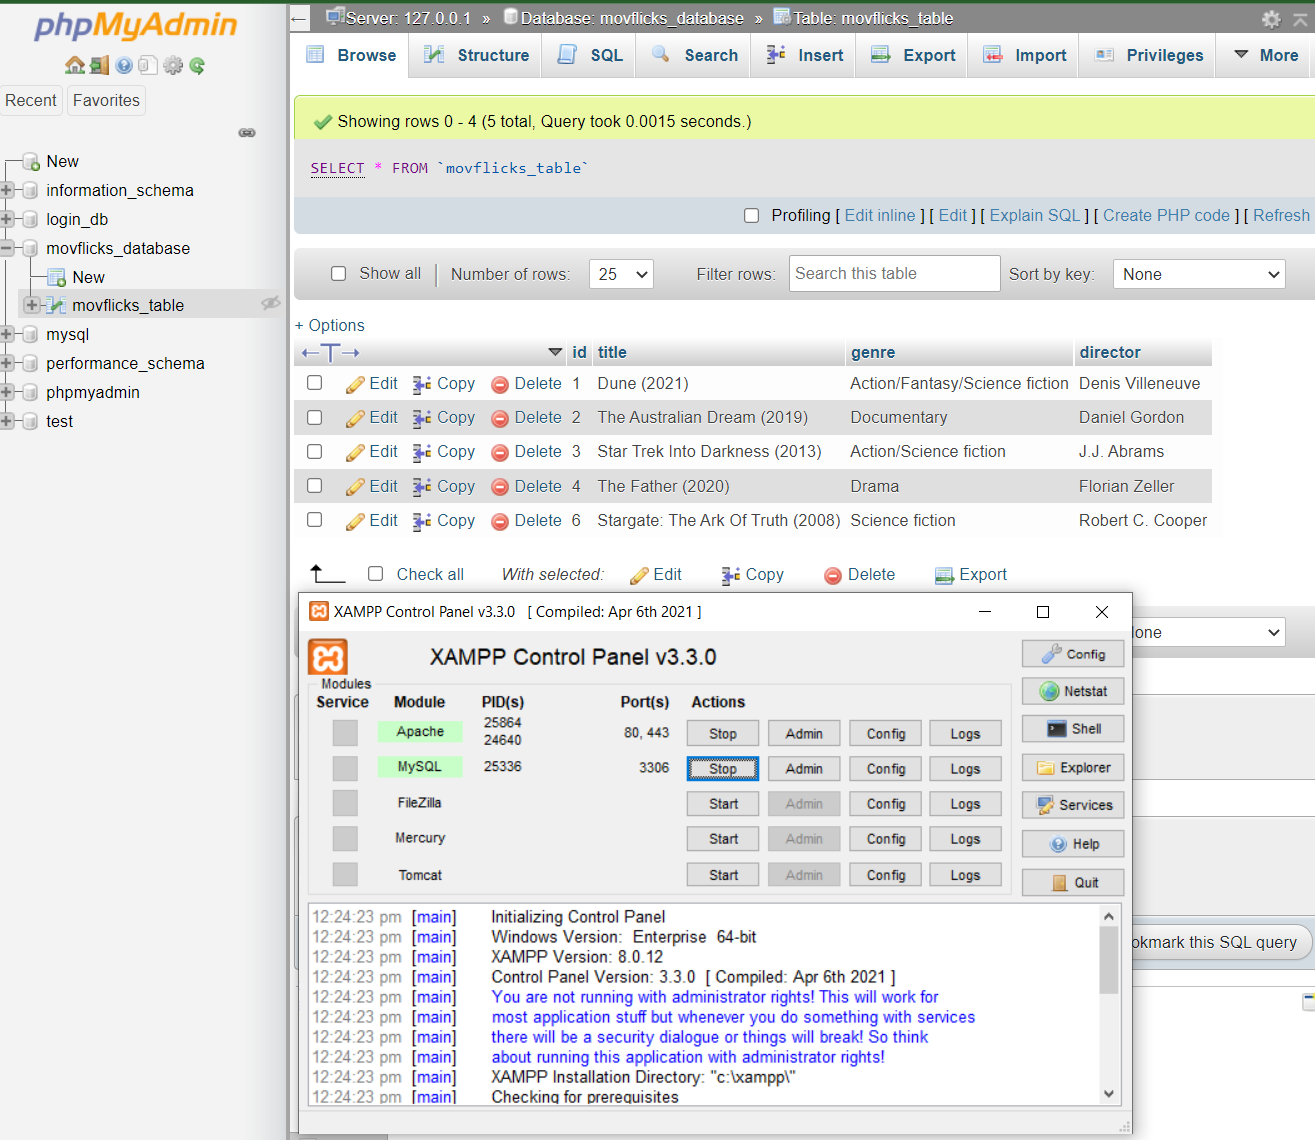 phpMyAdmin
Recent Favorites
New
information_schema
login_db
movflicks_database
New
movflicks_table
mysql
performance_schema
phpmyadmin
test
Server: 127.0.0.1 » Database: movflicks_database » Table: movflicks_table
Browse Structure SQL Search Insert Export Import Privileges More
Showing rows 0 - 4 (5 total, Query took 0.0015 seconds.)
SELECT * FROM `movflicks_table`
Profiling [ Edit inline ] [ Edit ] [ Explain SQL ] [ Create PHP code ] [ Refresh
Show all Number of rows: 25 Filter rows: Search this table Sort by key: None
+ Options
←T→ id title genre director
Edit Copy Delete 1 Dune (2021) Action/Fantasy/Science fiction Denis Villeneuve
Edit Copy Delete 2 The Australian Dream (2019) Documentary Daniel Gordon
Edit Copy Delete 3 Star Trek Into Darkness (2013) Action/Science fiction J.J. Abrams
Edit Copy Delete 4 The Father (2020) Drama Florian Zeller
Edit Copy Delete 6 Stargate: The Ark Of Truth (2008) Science fiction Robert C. Cooper
Check all With selected: Edit Copy Delete Export
XAMPP Control Panel v3.3.0 [ Compiled: Apr 6th 2021 ]
XAMPP Control Panel v3.3.0
Modules
Service Module PID(s) Port(s) Actions
Apache 25864 24640 80, 443 Stop Admin Config Logs
MySQL 25336 3306 Stop Admin Config Logs
FileZilla Start Admin Config Logs
Mercury Start Admin Config Logs
Tomcat Start Admin Config Logs
Config
Netstat
Shell
Explorer
Services
Help
Quit
12:24:23 pm [main] Initializing Control Panel
12:24:23 pm [main] Windows Version: Enterprise 64-bit
12:24:23 pm [main] XAMPP Version: 8.0.12
12:24:23 pm [main] Control Panel Version: 3.3.0 [ Compiled: Apr 6th 2021 ]
12:24:23 pm [main] You are not running with administrator rights! This will work for
12:24:23 pm [main] most application stuff but whenever you do something with services
12:24:23 pm [main] there will be a security dialogue or things will break! So think
12:24:23 pm [main] about running this application with administrator rights!
12:24:23 pm [main] XAMPP Installation Directory: "c:\xampp\"
12:24:23 pm [main] Checking for prerequisites
lone
okmark this SQL query